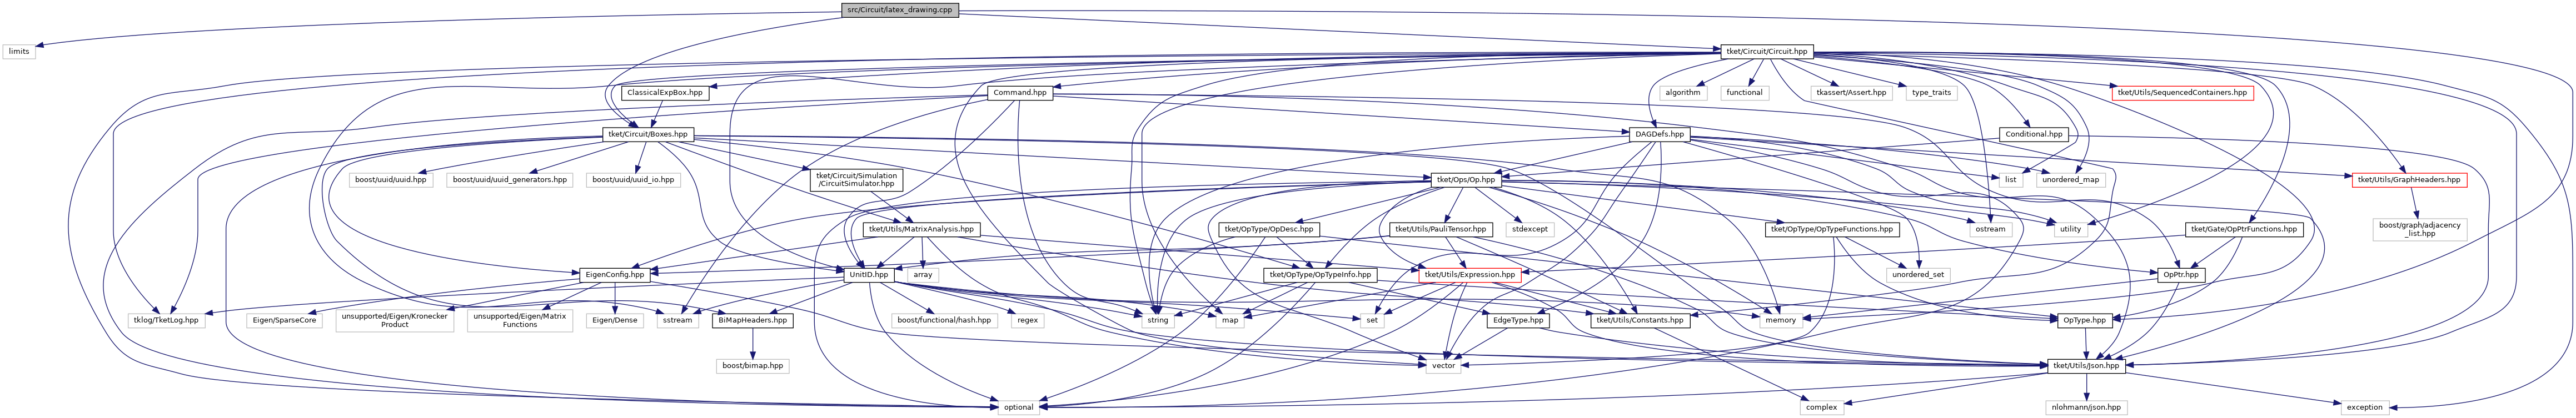 src/Circuit/latex_drawing.cpp
limits
tket/Circuit/Circuit.hpp
ClassicalExpBox.hpp
Command.hpp
algorithm
functional
tkassert/Assert.hpp
type_traits
tket/Utils/SequencedContainers.hpp
tket/Circuit/Boxes.hpp
DAGDefs.hpp
Conditional.hpp
boost/uuid/uuid.hpp
boost/uuid/uuid_generators.hpp
boost/uuid/uuid_io.hpp
tket/Circuit/Simulation
/CircuitSimulator.hpp
tket/Ops/Op.hpp
list
unordered_map
tket/Utils/GraphHeaders.hpp
tket/Utils/MatrixAnalysis.hpp
tket/OpType/OpDesc.hpp
tket/Utils/PauliTensor.hpp
stdexcept
tket/OpType/OpTypeFunctions.hpp
ostream
utility
tket/Gate/OpPtrFunctions.hpp
boost/graph/adjacency
_list.hpp
EigenConfig.hpp
UnitID.hpp
array
tket/OpType/OpTypeInfo.hpp
tket/Utils/Expression.hpp
unordered_set
OpPtr.hpp
tklog/TketLog.hpp
Eigen/SparseCore
unsupported/Eigen/Kronecker
Product
unsupported/Eigen/Matrix
Functions
Eigen/Dense
sstream
BiMapHeaders.hpp
boost/functional/hash.hpp
regex
string
map
set
EdgeType.hpp
tket/Utils/Constants.hpp
memory
OpType.hpp
boost/bimap.hpp
vector
tket/Utils/Json.hpp
optional
complex
nlohmann/json.hpp
exception